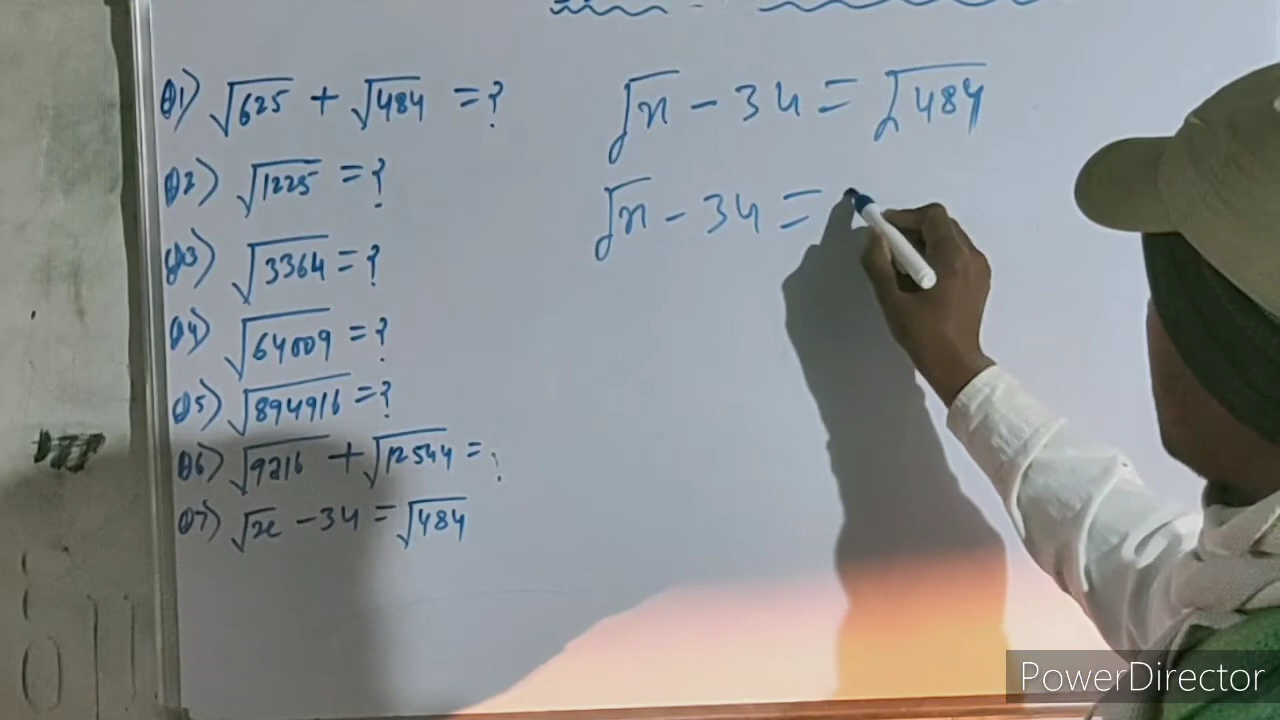 Q1) √625 + √484 = ?
Q2) √1225 = ?
Q3) √3364 = ?
Q4) √64009 = ?
Q5) √894916 = ?
Q6) √9216 + √12544 = ?
Q7) √x - 34 = √484
√x - 34 = √484
√x - 34 =
PowerDirector